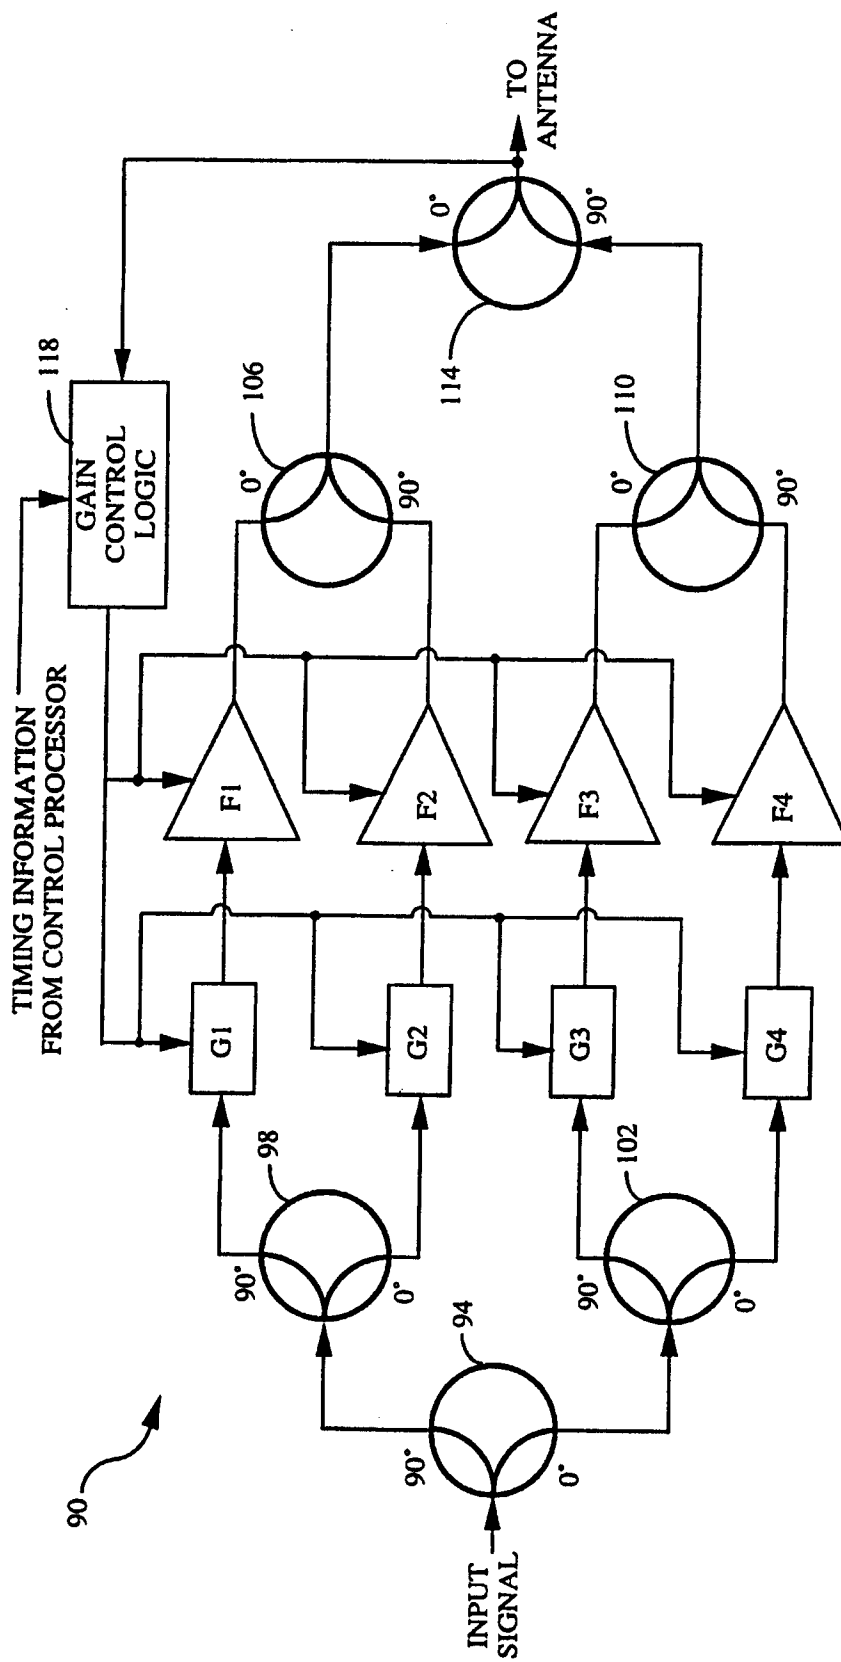 90
TIMING INFORMATION
FROM CONTROL PROCESSOR
118
GAIN
CONTROL
LOGIC
INPUT
SIGNAL
94
90°
0°
98
90°
0°
102
90°
0°
G1
G2
G3
G4
F1
F2
F3
F4
106
0°
90°
110
0°
90°
114
0°
90°
TO
ANTENNA